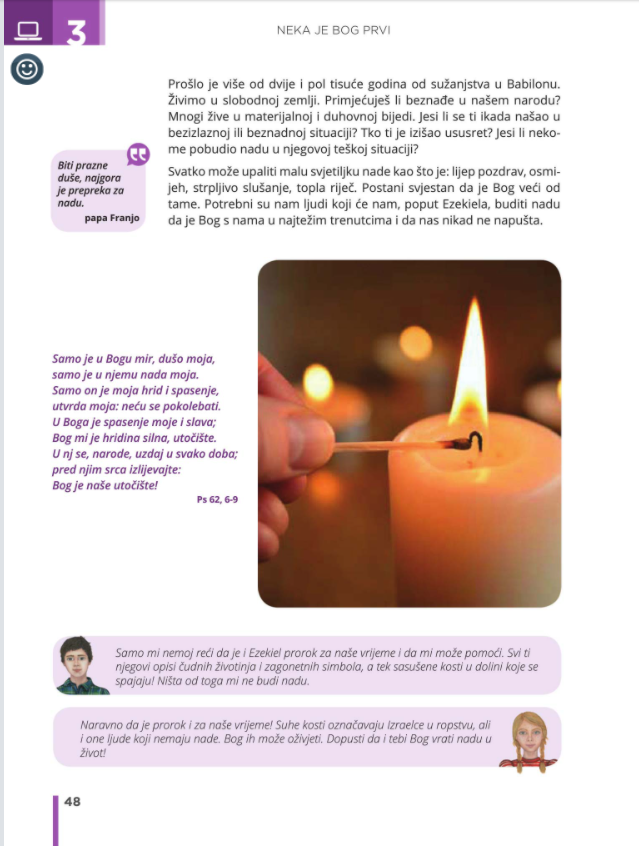 3
NEKA JE BOG PRVI
Prošlo je više od dvije i pol tisuće godina od sužanjstva u Babilonu.
Živimo u slobodnoj zemlji. Primjećuješ li beznađe u našem narodu?
Mnogi žive u materijalnoj i duhovnoj bijedi. Jesi li se ti ikada našao u
bezizlaznoj ili beznadnoj situaciji? Tko ti je izišao ususret? Jesi li neko-
me pobudio nadu u njegovoj teškoj situaciji?
Svatko može upaliti malu svjetiljku nade kao što je: lijep pozdrav, osmi-
jeh, strpljivo slušanje, topla riječ. Postani svjestan da je Bog veći od
tame. Potrebni su nam ljudi koji će nam, poput Ezekiela, buditi nadu
da je Bog s nama u najtežim trenutcima i da nas nikad ne napušta.
Biti prazne
duše, najgora
je prepreka za
nadu.
papa Franjo
Samo je u Bogu mir, dušo moja,
samo je u njemu nada moja.
Samo on je moja hrid i spasenje,
utvrda moja: neću se pokolebati.
U Boga je spasenje moje i slava;
Bog mi je hridina silna, utočište.
U nj se, narode, uzdaj u svako doba;
pred njim srca izlijevajte:
Bog je naše utočište!
Ps 62, 6-9
Samo mi nemoj reći da je i Ezekiel prorok za naše vrijeme i da mi može pomoći. Svi ti
njegovi opisi čudnih životinja i zagonetnih simbola, a tek sasušene kosti u dolini koje se
spajaju! Ništa od toga mi ne budi nadu.
Naravno da je prorok i za naše vrijeme! Suhe kosti označavaju Izraelce u ropstvu, ali
i one ljude koji nemaju nade. Bog ih može oživjeti. Dopusti da i tebi Bog vrati nadu u
život!
48